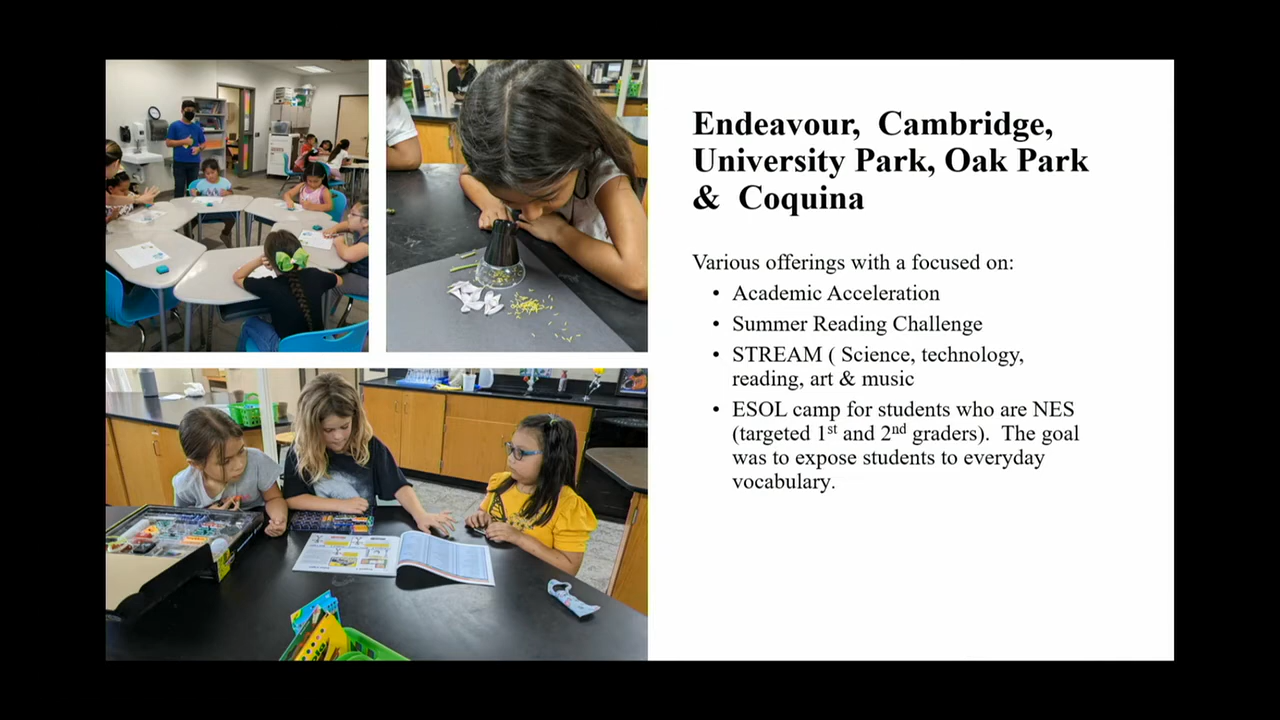 Endeavour, Cambridge,
University Park, Oak Park
& Coquina
Various offerings with a focused on:
• Academic Acceleration
• Summer Reading Challenge
• STREAM ( Science, technology,
reading, art & music
• ESOL camp for students who are NES
(targeted 1st and 2nd graders). The goal
was to expose students to everyday
vocabulary.